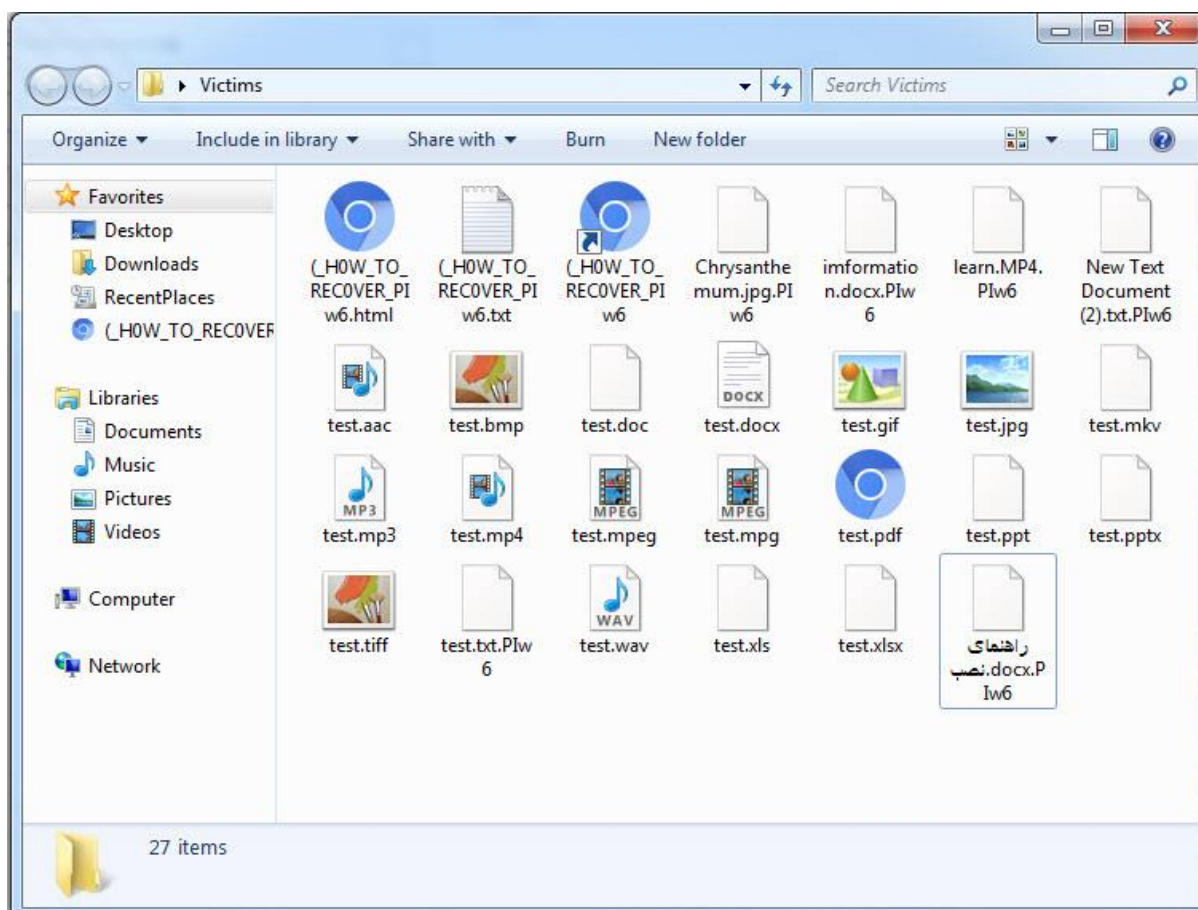 Victims
Search Victims
Organize
Include in library
Share with
Burn
New folder
Favorites
Desktop
Downloads
RecentPlaces
(_H0W_TO_REC0VER
Libraries
Documents
Music
Pictures
Videos
Computer
Network
(_H0W_TO_
REC0VER_PI
w6.html
(_H0W_TO_
REC0VER_PI
w6.txt
(_H0W_TO_
REC0VER_PI
w6
Chrysanthe
mum.jpg.PI
w6
imformatio
n.docx.PIw
6
learn.MP4.
PIw6
New Text
Document
(2).txt.PIw6
test.aac
test.bmp
test.doc
DOCX
test.docx
test.gif
test.jpg
test.mkv
MP3
test.mp3
test.mp4
MPEG
test.mpeg
MPEG
test.mpg
test.pdf
test.ppt
test.pptx
test.tiff
test.txt.PIw
6
WAV
test.wav
test.xls
test.xlsx
راهنمای
نصب.docx.P
Iw6
27 items